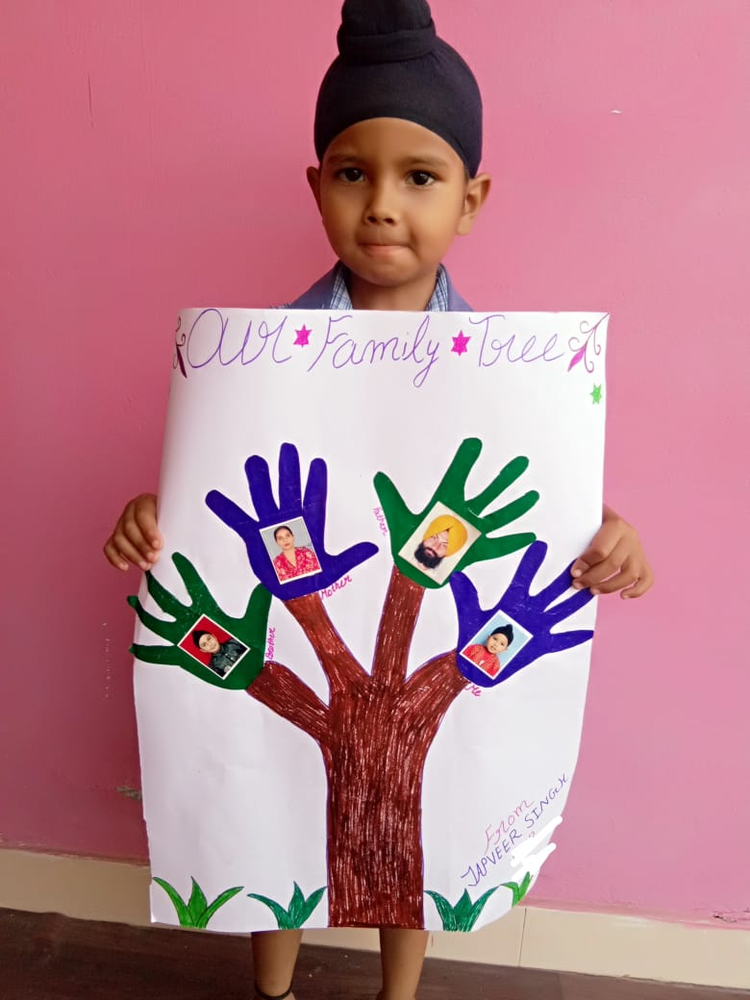 Our Family Tree
Father
Mother
Brother
Me
From
JAPVEER SINGH